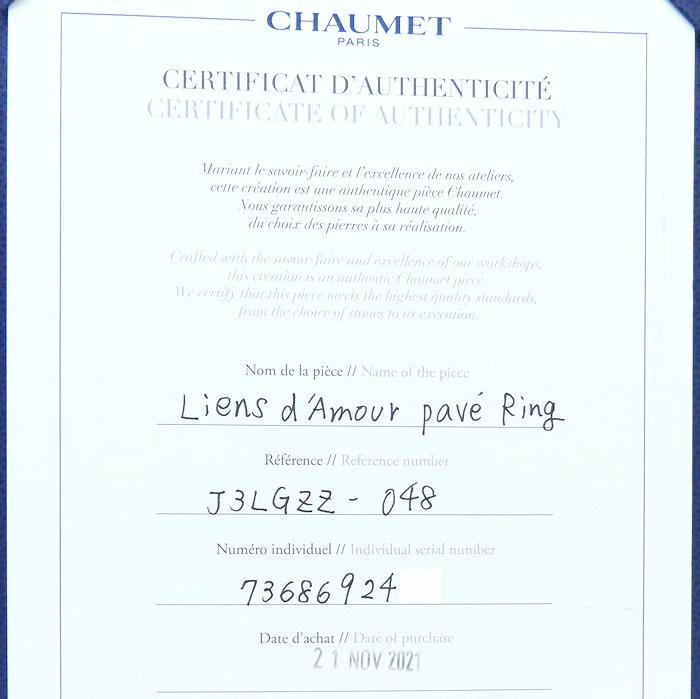 CHAUMET
PARIS
CERTIFICAT D'AUTHENTICITÉ
CERTIFICATE OF AUTHENTICITY
Mariant le savoir-faire et l'excellence de nos ateliers,
cette création est une authentique pièce Chaumet.
Nous garantissons sa plus haute qualité,
du choix des pierres à sa réalisation.
Crafted with the savoir-faire and excellence of our workshops,
this creation is an authentic Chaumet piece.
We certify that this piece meets the highest quality standards,
from the choice of stones to its execution.
Nom de la pièce // Name of the piece
Liens d'Amour pavé Ring
Référence // Reference number
J3LGZZ - 048
Numéro individuel // Individual serial number
73686924
Date d'achat // Date of purchase
21 NOV 2021